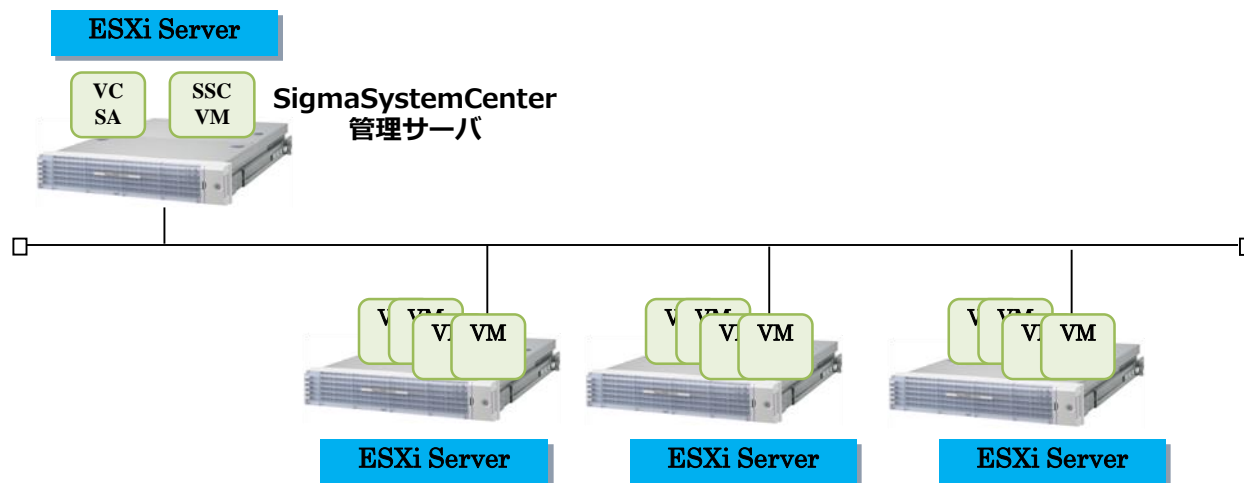 ESXi Server
VC
SA
SSC
VM
SigmaSystemCenter
管理サーバ
VM
VM
VM
ESXi Server
ESXi Server
ESXi Server